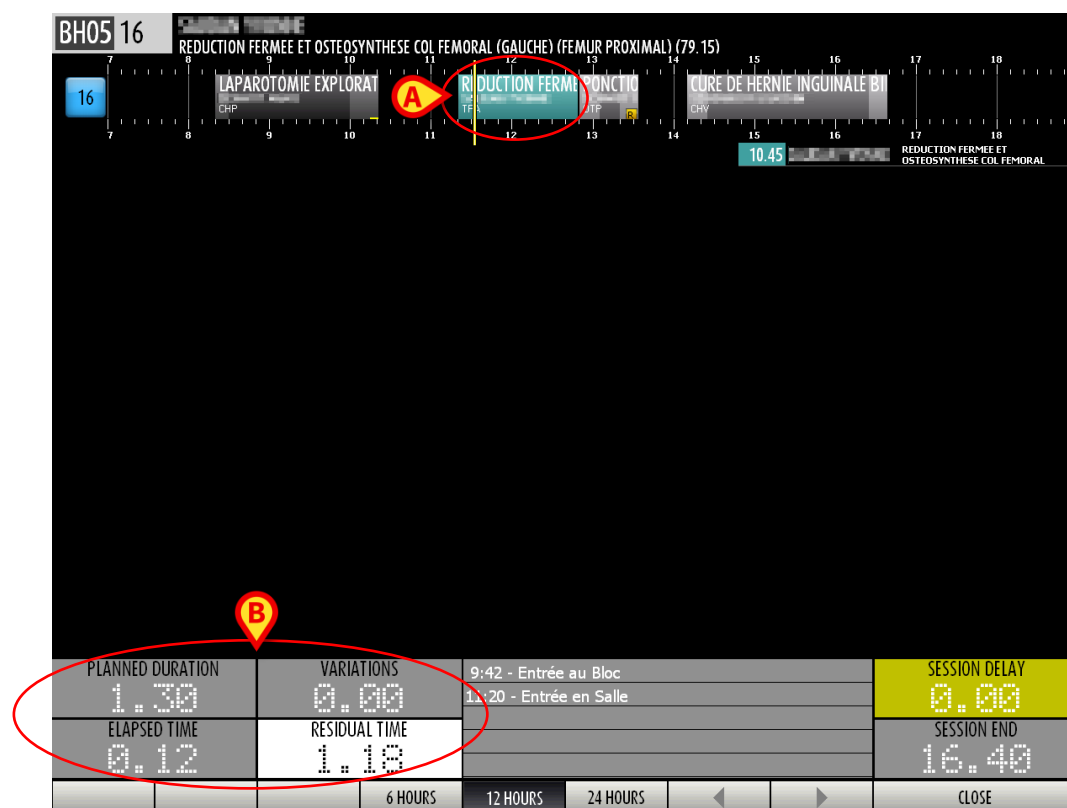 BH05 16
REDUCTION FERMEE ET OSTEOSYNTHESE COL FEMORAL (GAUCHE) (FEMUR PROXIMAL) (79.15)
7 8 9 10 11 12 13 14 15 16 17 18
16
LAPAROTOMIE EXPLORAT
CHP
A
REDUCTION FERME
PONCTIO
CURE DE HERNIE INGUINALE BI
CHV
7 8 9 10 11 12 13 14 15 16 17 18
10.45
REDUCTION FERMEE ET
OSTEOSYNTHESE COL FEMORAL
B
PLANNED DURATION
1.30
VARIATIONS
0.00
ELAPSED TIME
0.12
RESIDUAL TIME
1.18
9:42 - Entrée au Bloc
11:20 - Entrée en Salle
SESSION DELAY
0.00
SESSION END
16.40
6 HOURS
12 HOURS
24 HOURS
CLOSE